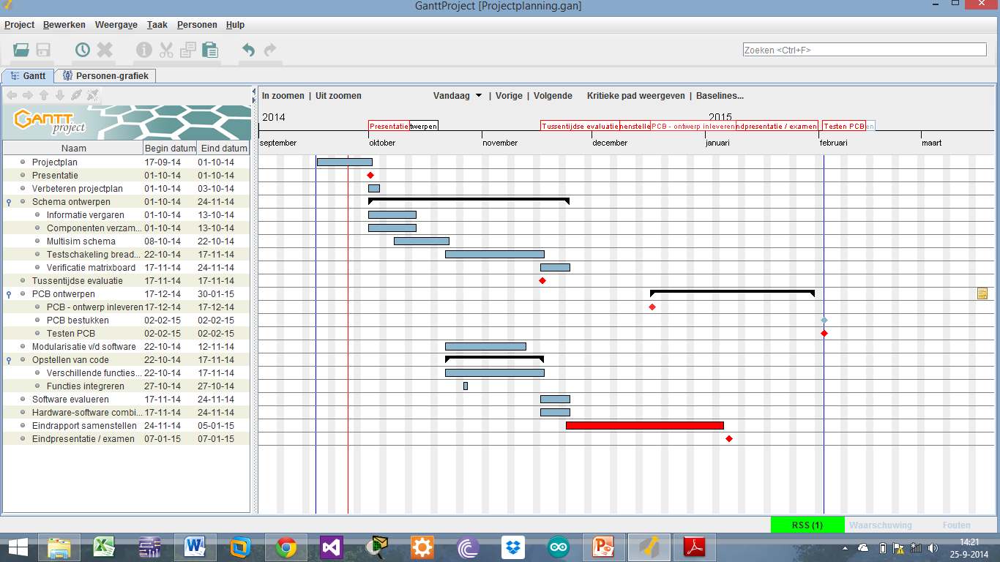 GanttProject [Projectplanning.gan]
Project Bewerken Weergave Taak Personen Hulp
Zoeken <Ctrl+F>
Gantt Personen-grafiek
In zoomen | Uit zoomen Vandaag | Vorige | Volgende Kritieke pad weergeven | Baselines...
GANTT project
2014 2015
Presentatie twerpen Tussentijdse evaluatie nenstelle PCB - ontwerp inleveren ndpresentatie / examen Testen PCB en
september oktober november december januari februari maart
Naam Begin datum Eind datum
Projectplan 17-09-14 01-10-14
Presentatie 01-10-14 01-10-14
Verbeteren projectplan 01-10-14 03-10-14
Schema ontwerpen 01-10-14 24-11-14
Informatie vergaren 01-10-14 13-10-14
Componenten verzam... 01-10-14 13-10-14
Multisim schema 08-10-14 22-10-14
Testschakeling bread... 22-10-14 17-11-14
Verificatie matrixboard 17-11-14 24-11-14
Tussentijdse evaluatie 17-11-14 17-11-14
PCB ontwerpen 17-12-14 30-01-15
PCB - ontwerp inleveren 17-12-14 17-12-14
PCB bestukken 02-02-15 02-02-15
Testen PCB 02-02-15 02-02-15
Modularisatie v/d software 22-10-14 12-11-14
Opstellen van code 22-10-14 17-11-14
Verschillende functies... 22-10-14 17-11-14
Functies integreren 27-10-14 27-10-14
Software evalueren 17-11-14 24-11-14
Hardware-software combi... 17-11-14 24-11-14
Eindrapport samenstellen 24-11-14 05-01-15
Eindpresentatie / examen 07-01-15 07-01-15
RSS (1) Waarschuwing Fouten
14:21
25-9-2014